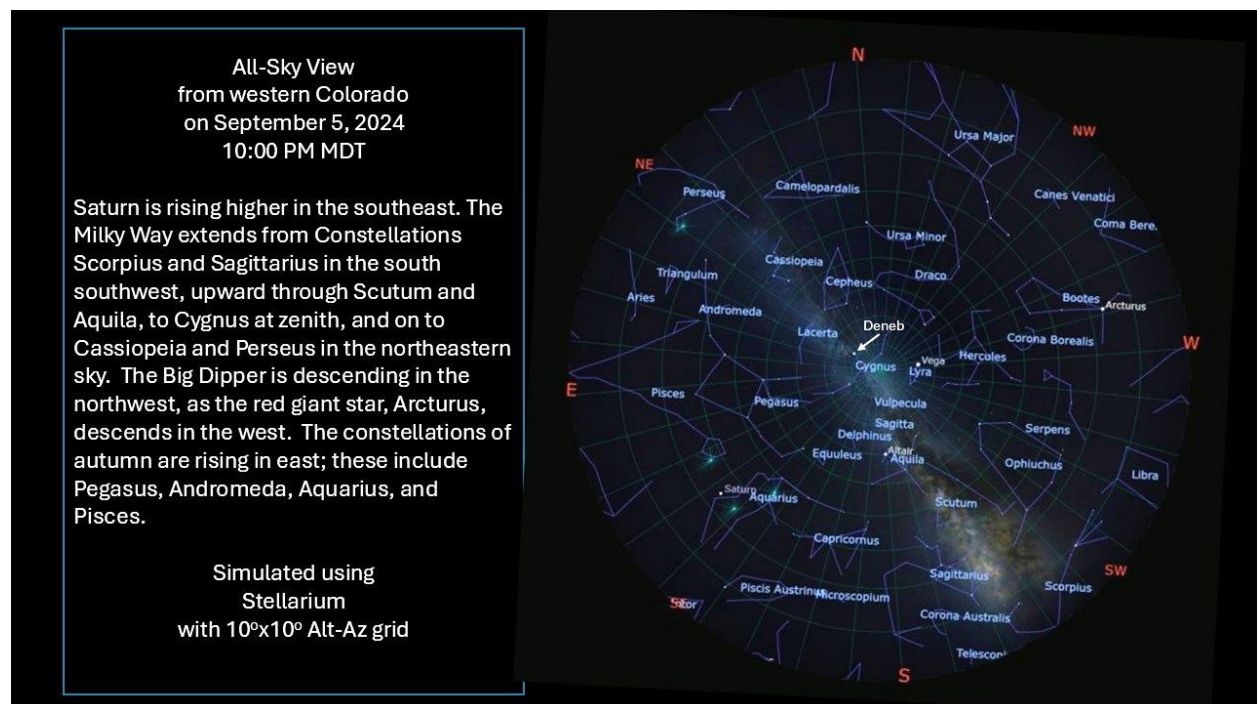 All-Sky View
from western Colorado
on September 5, 2024
10:00 PM MDT
Saturn is rising higher in the southeast. The
Milky Way extends from Constellations
Scorpius and Sagittarius in the south
southwest, upward through Scutum and
Aquila, to Cygnus at zenith, and on to
Cassiopeia and Perseus in the northeastern
sky. The Big Dipper is descending in the
northwest, as the red giant star, Arcturus,
descends in the west. The constellations of
autumn are rising in east; these include
Pegasus, Andromeda, Aquarius, and
Pisces.
Simulated using
Stellarium
with 10ox10o Alt-Az grid
N
Ursa Major
NW
NE
Perseus
Camelopardalis
Canes Venatici
Coma Bere.
Ursa Minor
Cassiopeia
Cepheus
Draco
Triangulum
Aries
Andromeda
Bootes
Arcturus
Lacerta
Deneb
Corona Borealis
W
Hercules
Vega
Lyra
Cygnus
E
Pisces
Pegasus
Vulpecula
Sagitta
Delphinus
Serpens
Equuleus
Altair
Aquila
Ophiuchus
Libra
Saturn
Aquarius
Scutum
Capricornus
Sagittarius
SW
Scorpius
Piscis Austrinus
Microscopium
SE
Corona Australis
Telescopi
S